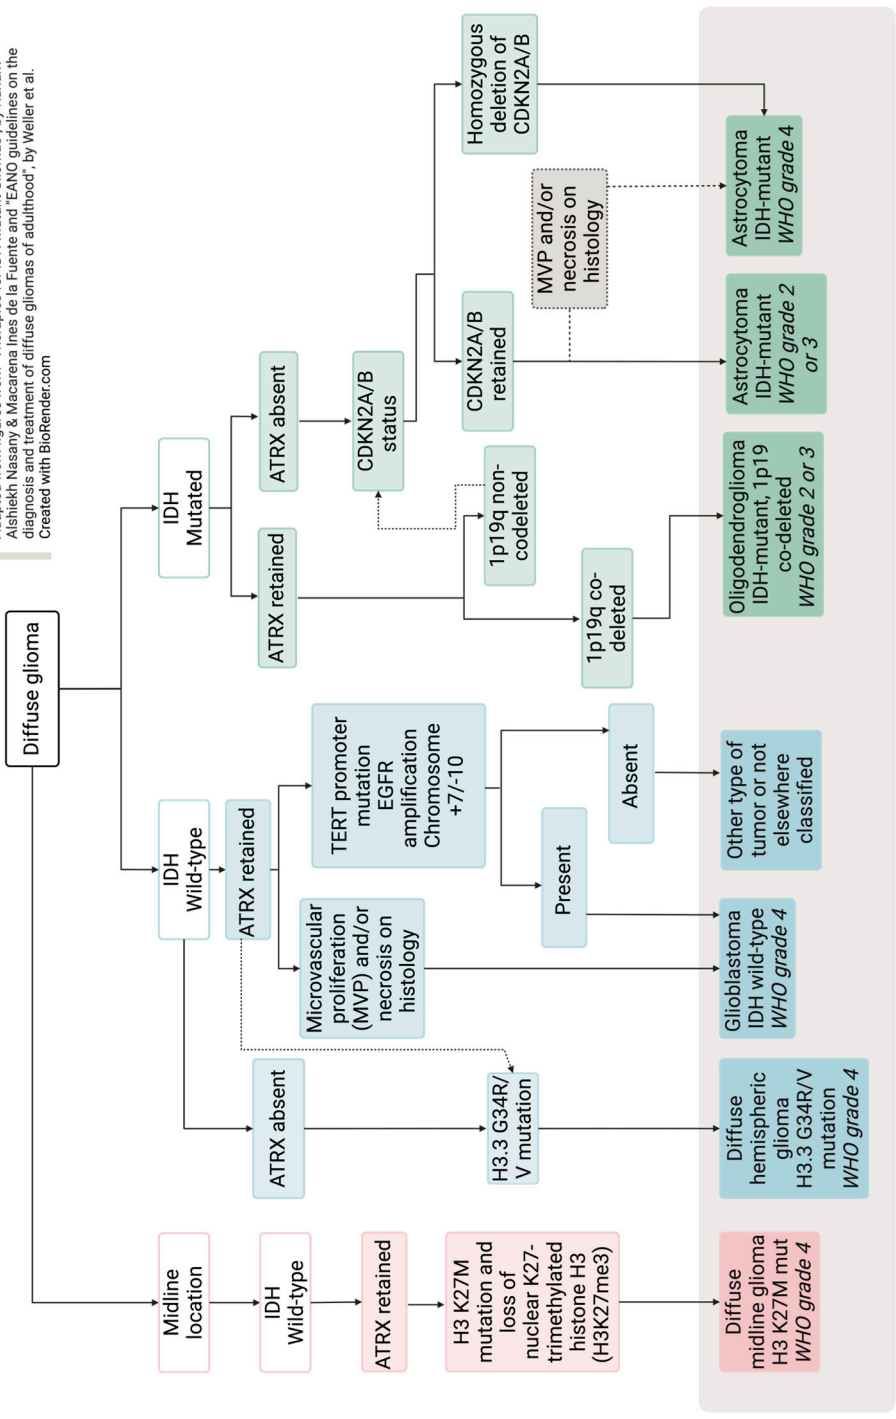 Alshiekh Nasany & Macarena Ines de la Fuente and "EANO guidelines on the
diagnosis and treatment of diffuse gliomas of adulthood", by Weller et al.
Created with BioRender.com
Diffuse glioma
Midline
location
IDH
Wild-type
ATRX retained
H3 K27M
mutation and
loss of
nuclear K27-
trimethylated
histone H3
(H3K27me3)
Diffuse
midline glioma
H3 K27M mut
WHO grade 4
IDH
Wild-type
ATRX absent
H3.3 G34R/
V mutation
Diffuse
hemispheric
glioma
H3.3 G34R/V
mutation
WHO grade 4
ATRX retained
Microvascular
proliferation
(MVP) and/or
necrosis on
histology
TERT promoter
mutation
EGFR
amplification
Chromosome
+7/-10
Present
Absent
Glioblastoma
IDH wild-type
WHO grade 4
Other type of
tumor or not
elsewhere
classified
IDH
Mutated
ATRX retained
1p19q co-
deleted
1p19q non-
codeleted
Oligodendroglioma
IDH-mutant, 1p19
co-deleted
WHO grade 2 or 3
ATRX absent
CDKN2A/B
status
CDKN2A/B
retained
Homozygous
deletion of
CDKN2A/B
MVP and/or
necrosis on
histology
Astrocytoma
IDH-mutant
WHO grade 2
or 3
Astrocytoma
IDH-mutant
WHO grade 4